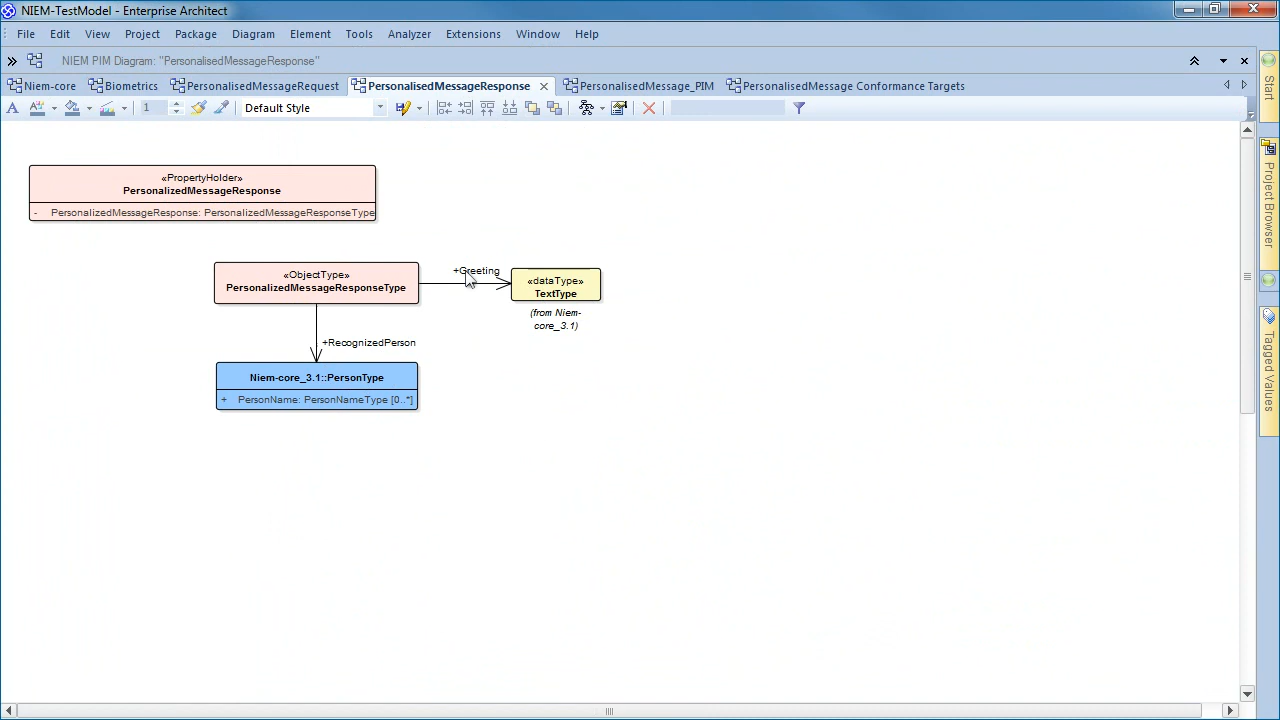 NIEM-TestModel - Enterprise Architect
File Edit View Project Package Diagram Element Tools Analyzer Extensions Window Help
NIEM PIM Diagram: "PersonalisedMessageResponse"
Niem-core Biometrics PersonalisedMessageRequest PersonalisedMessageResponse PersonalisedMessage_PIM PersonalisedMessage Conformance Targets
1 Default Style
Start
Project Browser
Tagged Values
«PropertyHolder»
PersonalizedMessageResponse
- PersonalizedMessageResponse: PersonalizedMessageResponseType
«ObjectType»
PersonalizedMessageResponseType
+Greeting
«dataType»
TextType
(from Niem-
core_3.1)
+RecognizedPerson
Niem-core_3.1::PersonType
+ PersonName: PersonNameType [0..*]